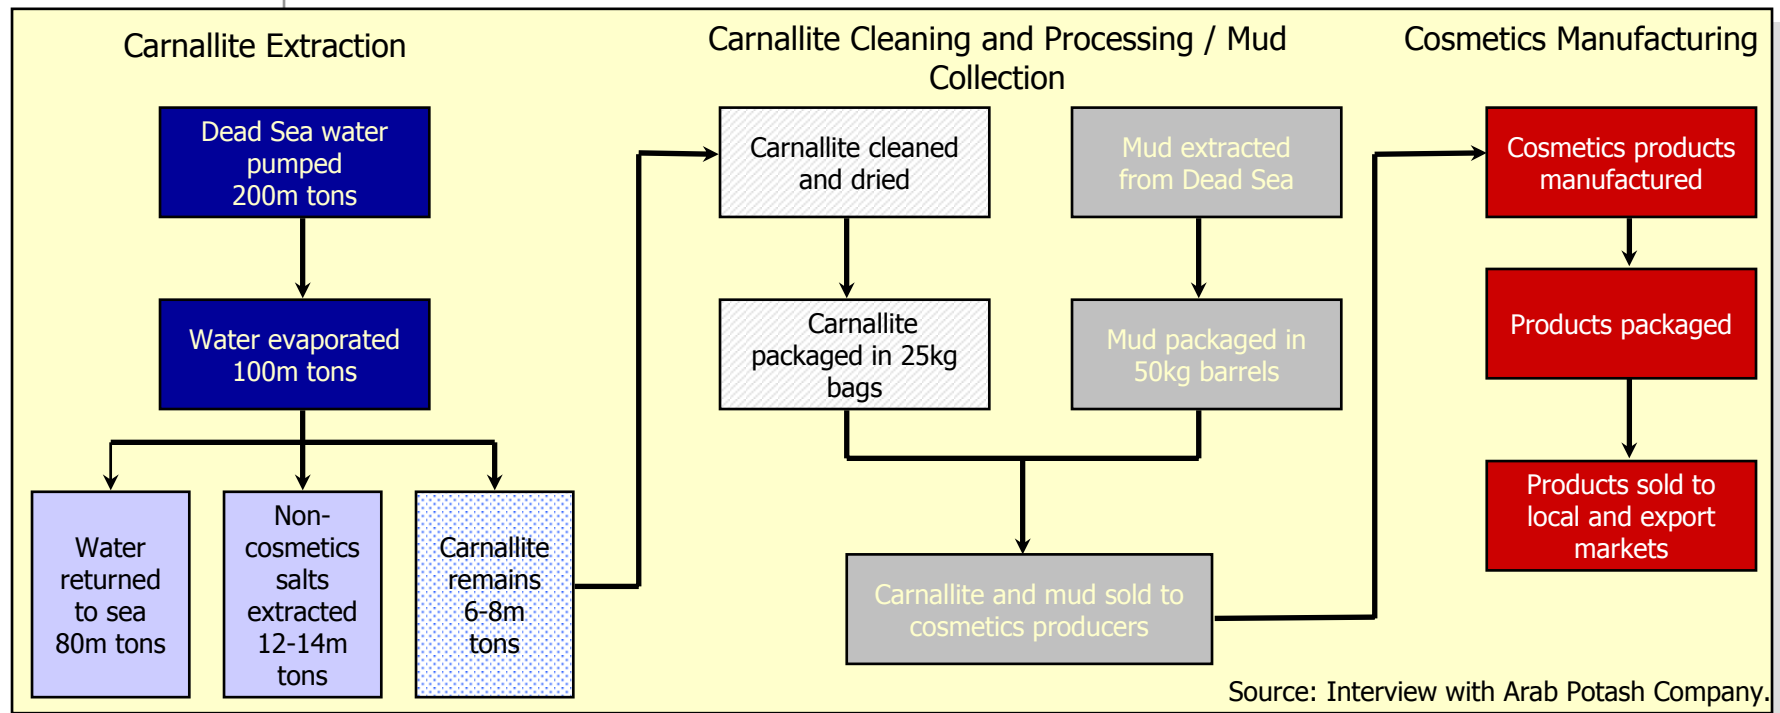 Carnallite Extraction
Dead Sea water
pumped
200m tons
Water evaporated
100m tons
Water
returned
to sea
80m tons
Non-
cosmetics
salts
extracted
12-14m
tons
Carnallite
remains
6-8m
tons
Carnallite Cleaning and Processing / Mud
Collection
Carnallite cleaned
and dried
Carnallite
packaged in 25kg
bags
Mud extracted
from Dead Sea
Mud packaged in
50kg barrels
Carnallite and mud sold to
cosmetics producers
Cosmetics Manufacturing
Cosmetics products
manufactured
Products packaged
Products sold to
local and export
markets
Source: Interview with Arab Potash Company.